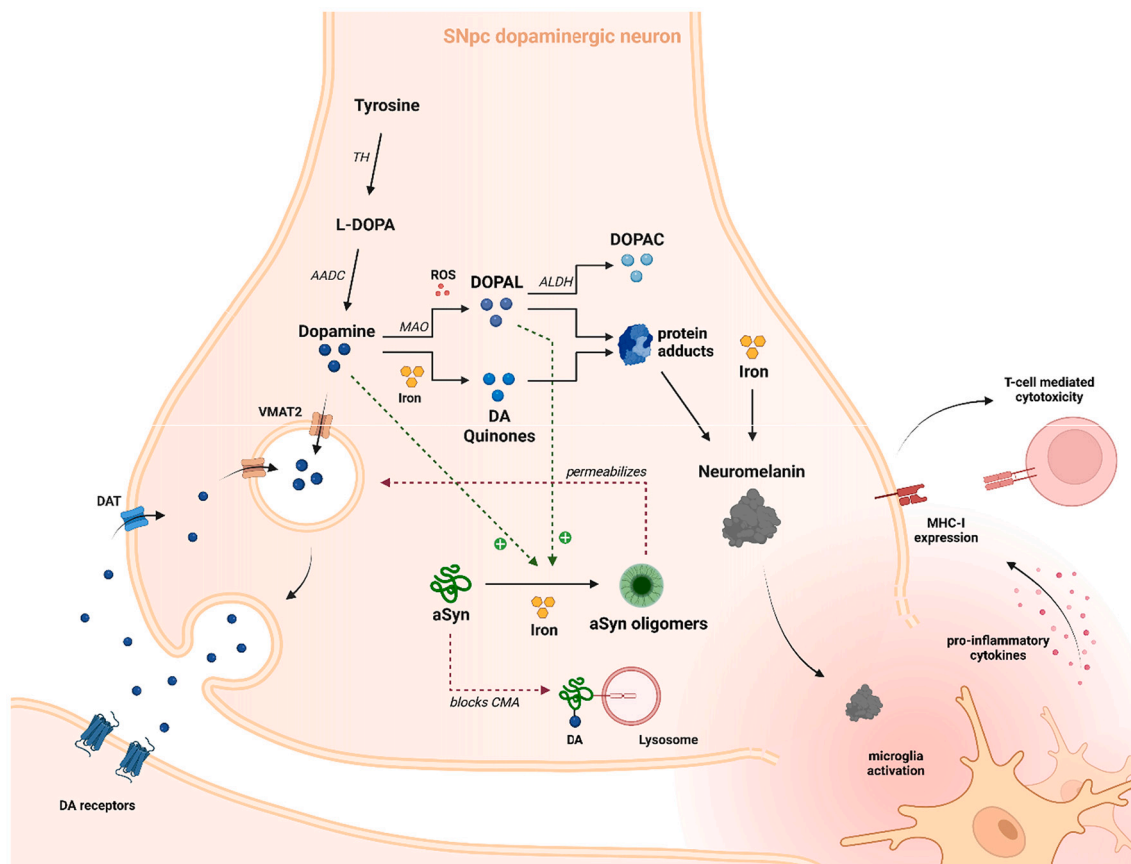 SNpc dopaminergic neuron
Tyrosine
TH
L-DOPA
AADC
Dopamine
MAO
ROS
DOPAL
ALDH
DOPAC
Iron
DA
Quinones
protein
adducts
Iron
VMAT2
DAT
permeabilizes
Neuromelanin
T-cell mediated
cytotoxicity
MHC-I
expression
aSyn
Iron
aSyn oligomers
pro-inflammatory
cytokines
blocks CMA
DA
Lysosome
microglia
activation
DA receptors